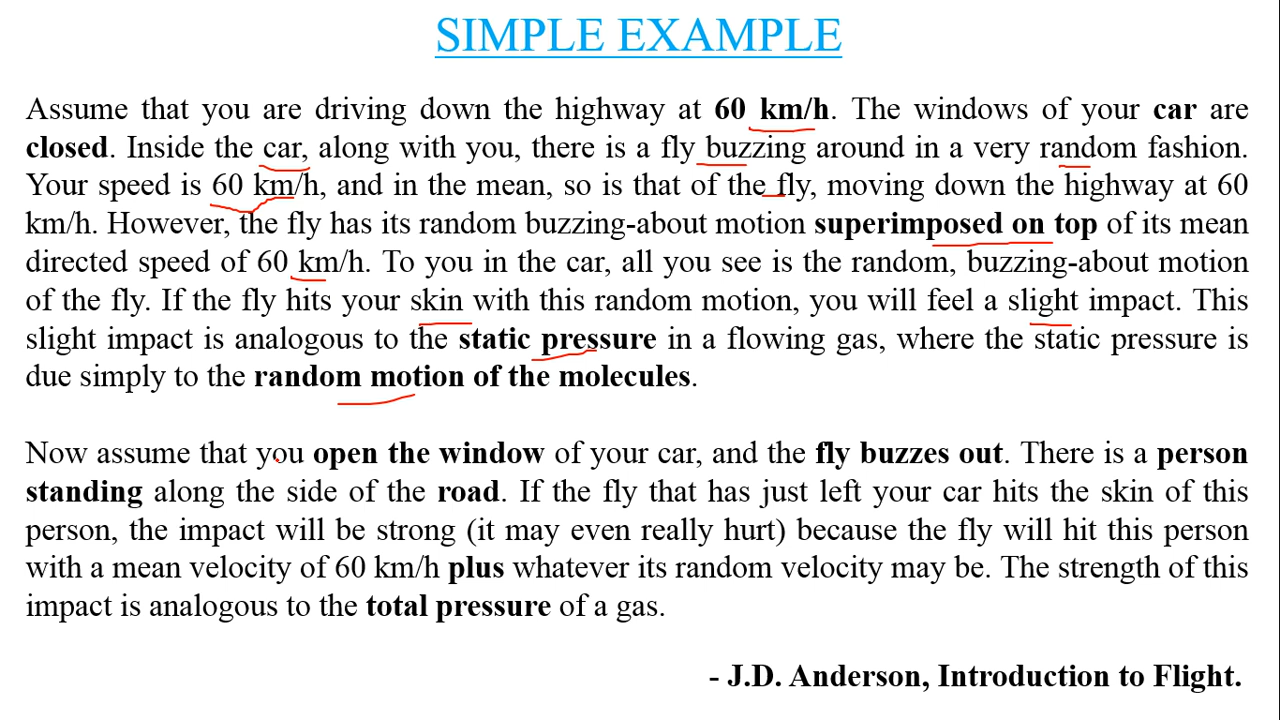 SIMPLE EXAMPLE
Assume that you are driving down the highway at 60 km/h. The windows of your car are
closed. Inside the car, along with you, there is a fly buzzing around in a very random fashion.
Your speed is 60 km/h, and in the mean, so is that of the fly, moving down the highway at 60
km/h. However, the fly has its random buzzing-about motion superimposed on top of its mean
directed speed of 60 km/h. To you in the car, all you see is the random, buzzing-about motion
of the fly. If the fly hits your skin with this random motion, you will feel a slight impact. This
slight impact is analogous to the static pressure in a flowing gas, where the static pressure is
due simply to the random motion of the molecules.
Now assume that you open the window of your car, and the fly buzzes out. There is a person
standing along the side of the road. If the fly that has just left your car hits the skin of this
person, the impact will be strong (it may even really hurt) because the fly will hit this person
with a mean velocity of 60 km/h plus whatever its random velocity may be. The strength of this
impact is analogous to the total pressure of a gas.
- J.D. Anderson, Introduction to Flight.